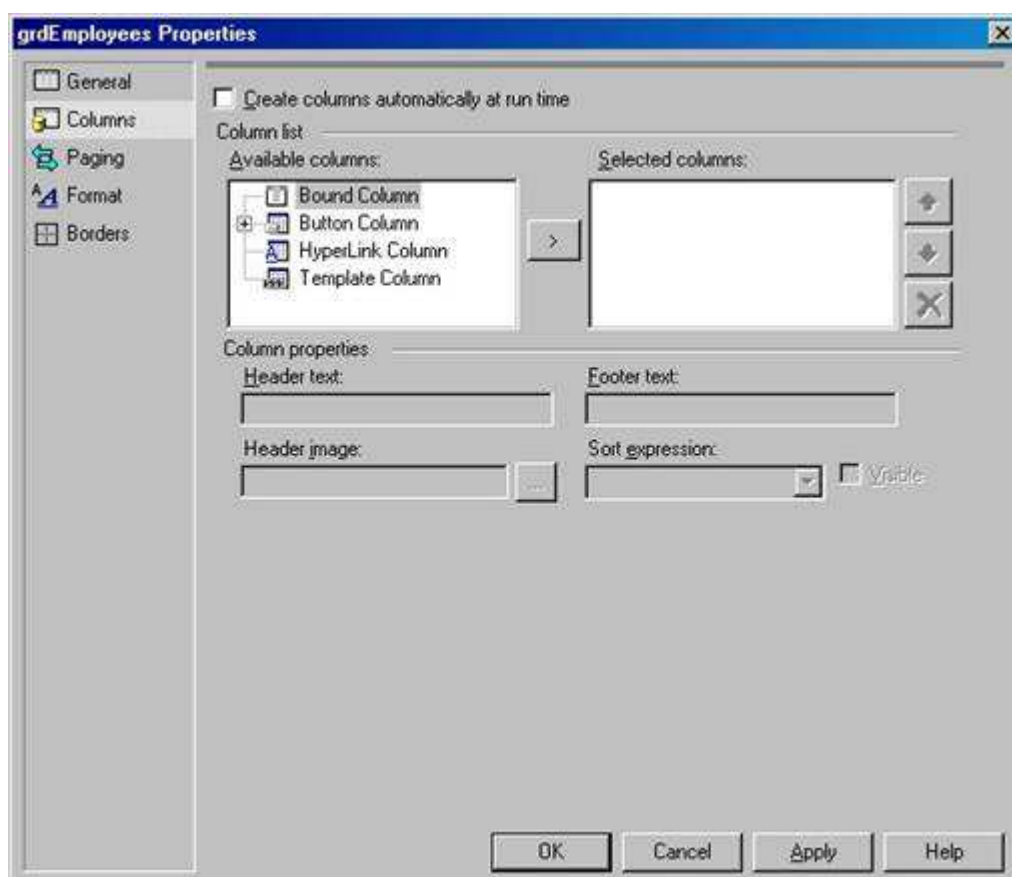 grdEmployees Properties
General
Columns
Paging
Format
Borders
Create columns automatically at run time
Column list
Available columns:
Bound Column
Button Column
HyperLink Column
Template Column
>
Selected columns:
Column properties
Header text:
Footer text:
Header image:
...
Sort expression:
Visible
OK
Cancel
Apply
Help